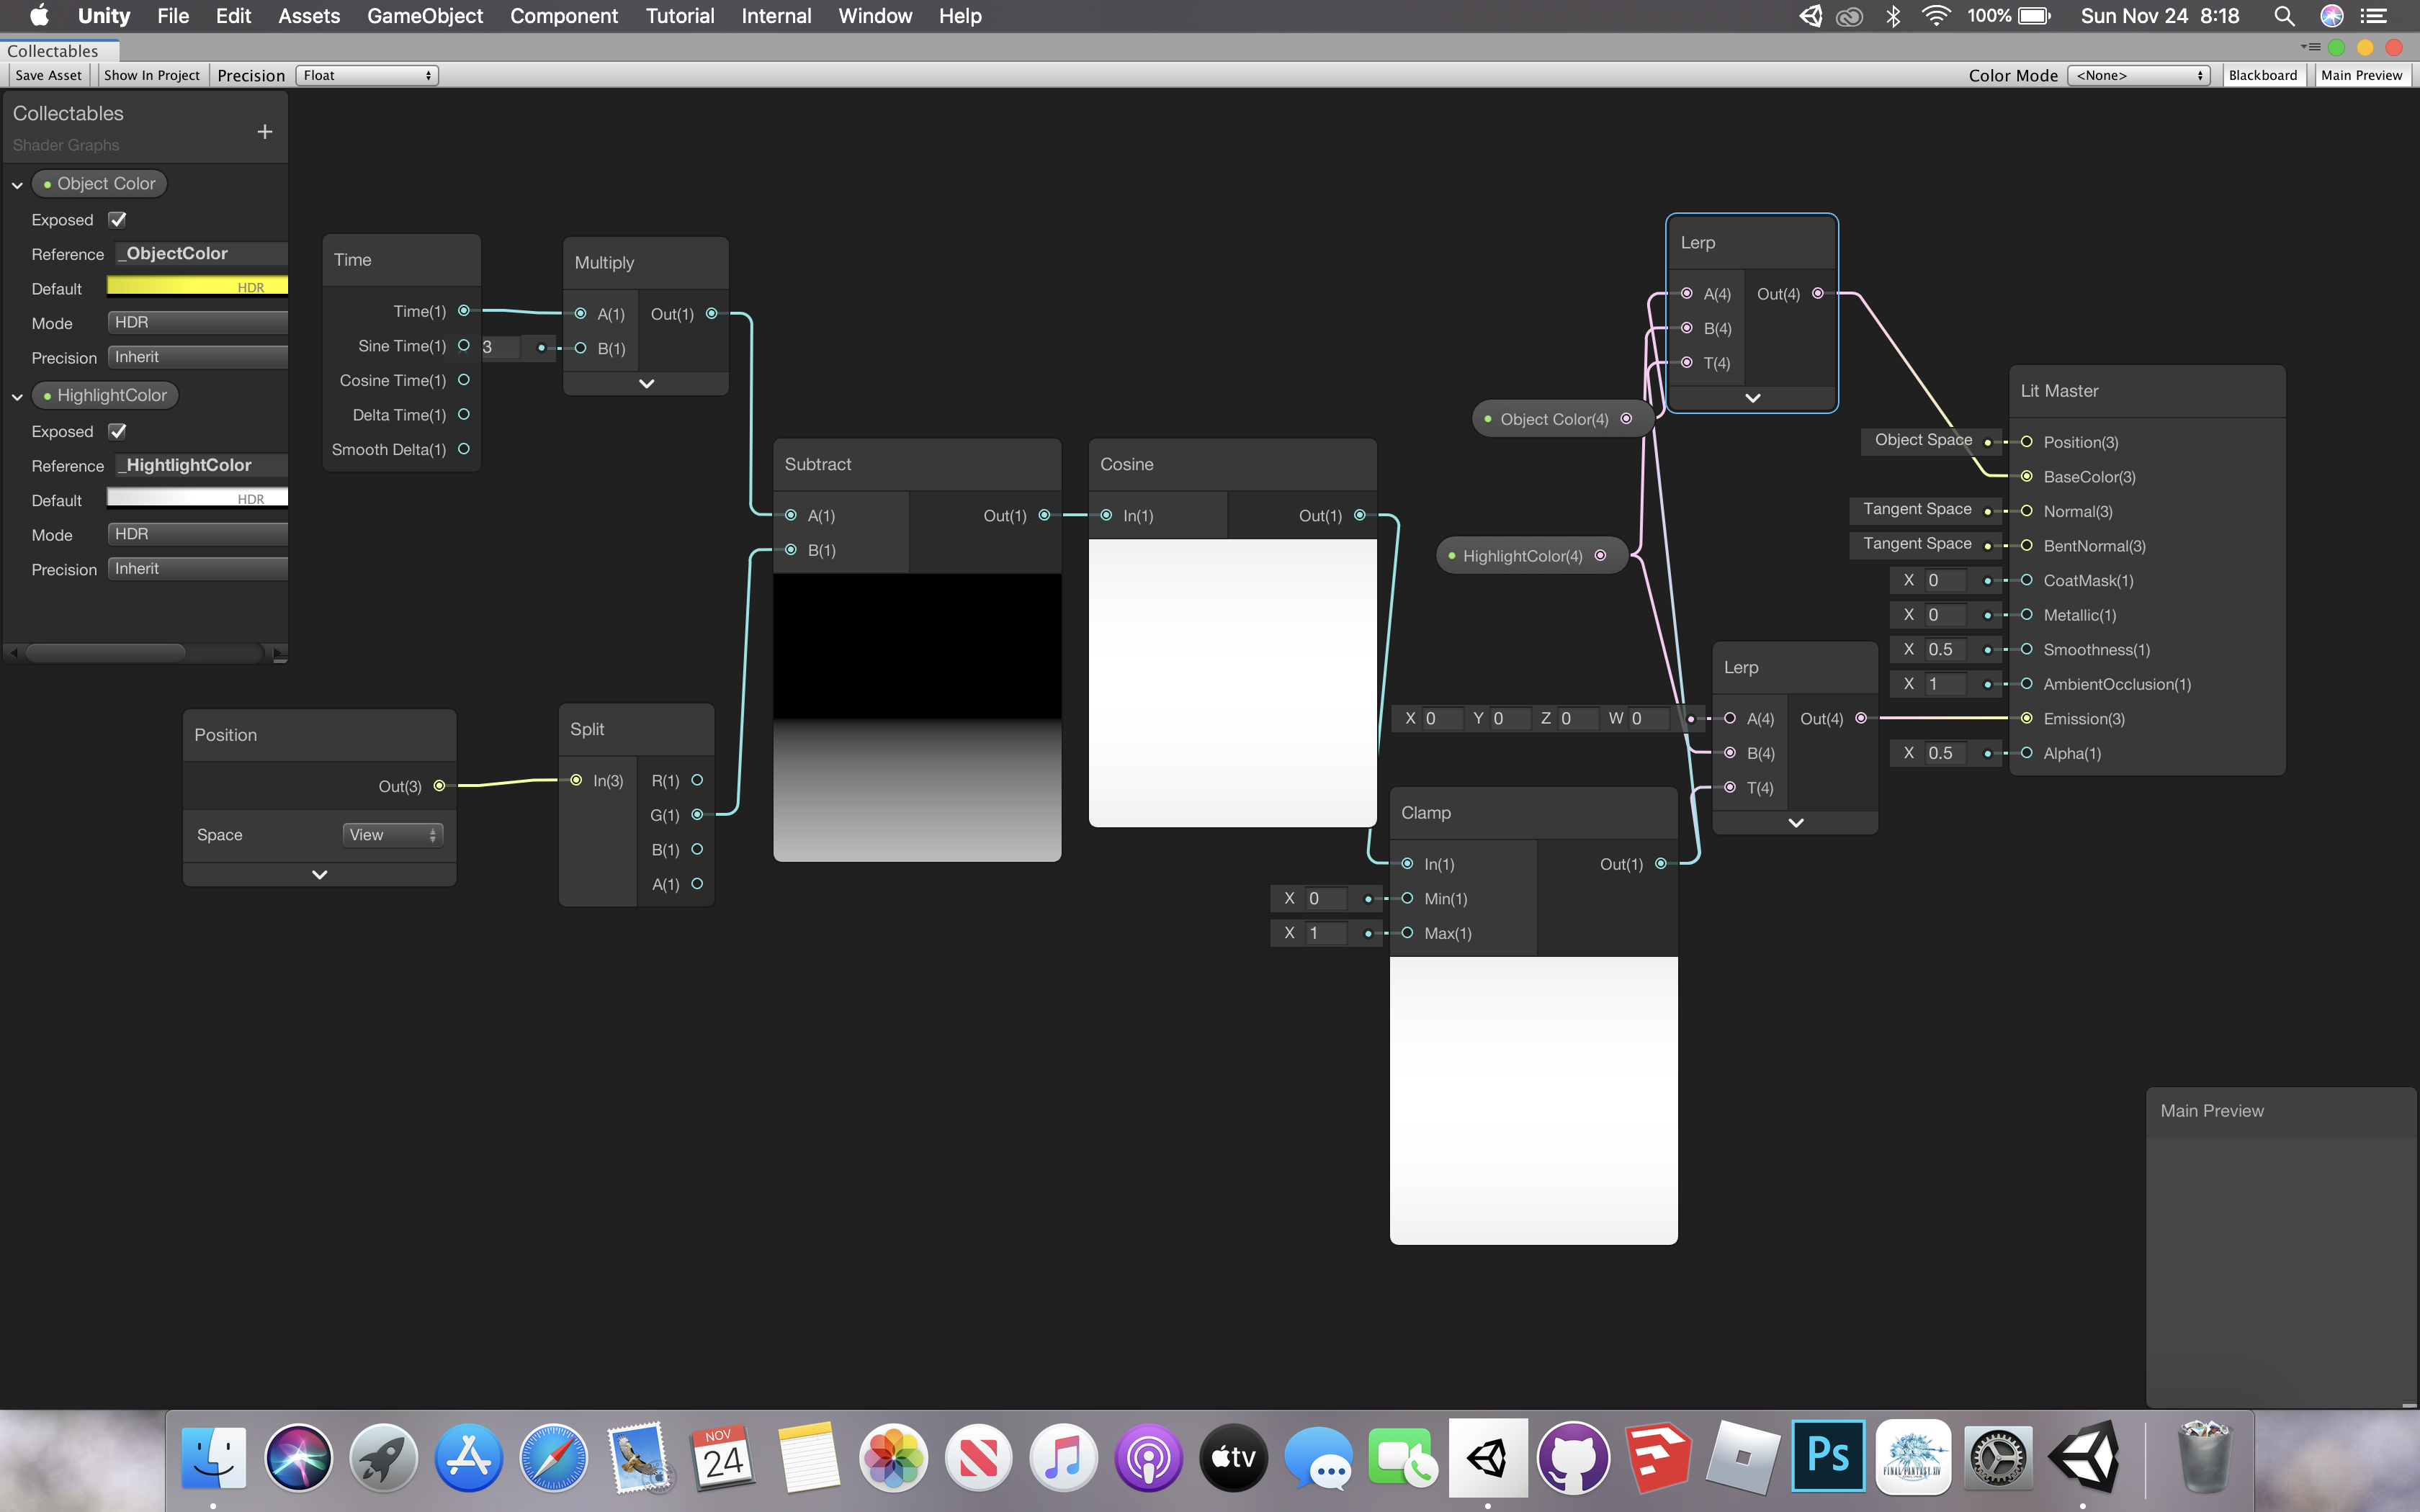 Unity File Edit Assets GameObject Component Tutorial Internal Window Help 100% Sun Nov 24 8:18
Collectables
Save Asset Show In Project Precision Float Color Mode <None> Blackboard Main Preview
Collectables
+
Shader Graphs
Object Color
Exposed
Reference _ObjectColor
Default HDR
Mode HDR
Precision Inherit
HighlightColor
Exposed
Reference _HightlightColor
Default HDR
Mode HDR
Precision Inherit
Time
Time(1)
Sine Time(1)
Cosine Time(1)
Delta Time(1)
Smooth Delta(1)
3
Multiply
A(1) Out(1)
B(1)
Position
Out(3)
Space View
Split
In(3) R(1)
G(1)
B(1)
A(1)
Subtract
A(1) Out(1)
B(1)
Cosine
In(1) Out(1)
Object Color(4)
HighlightColor(4)
Lerp
A(4) Out(4)
B(4)
T(4)
X 0 Y 0 Z 0 W 0
Lerp
A(4) Out(4)
B(4)
T(4)
Clamp
In(1) Out(1)
X 0 Min(1)
X 1 Max(1)
Lit Master
Object Space Position(3)
BaseColor(3)
Tangent Space Normal(3)
Tangent Space BentNormal(3)
X 0 CoatMask(1)
X 0 Metallic(1)
X 0.5 Smoothness(1)
X 1 AmbientOcclusion(1)
Emission(3)
X 0.5 Alpha(1)
Main Preview
NOV
24
tv
Ps
FINAL FANTASY XIV